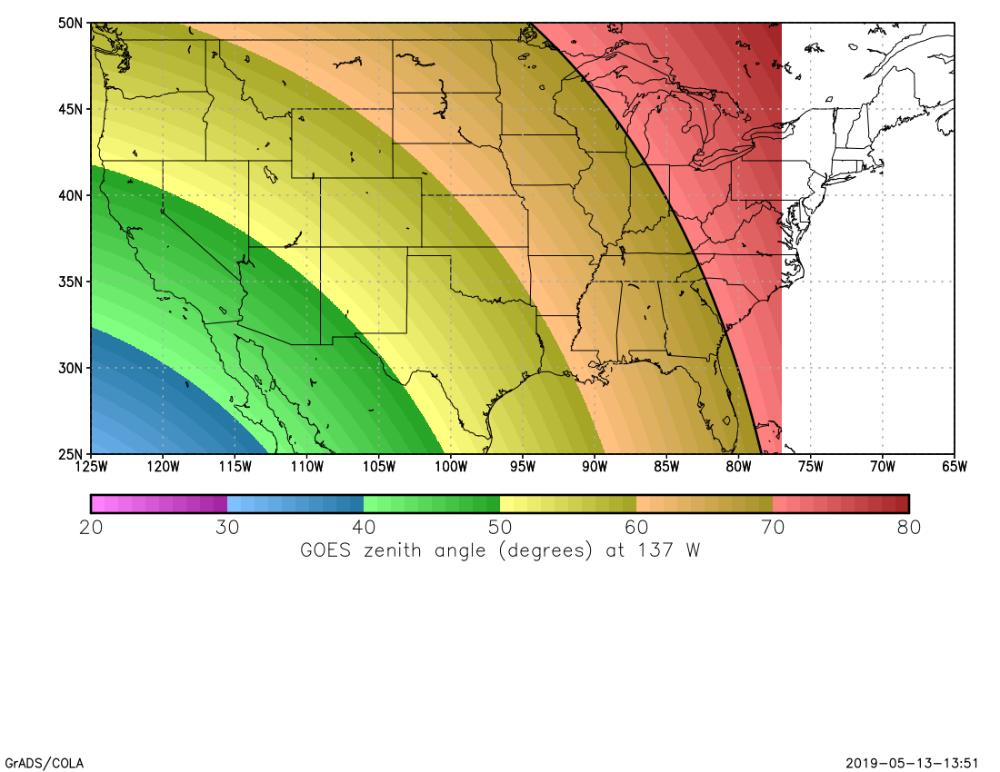 50N
45N
40N
35N
30N
25N
125W 120W 115W 110W 105W 100W 95W 90W 85W 80W 75W 70W 65W
20 30 40 50 60 70 80
GOES zenith angle (degrees) at 137 W
GrADS/COLA 2019-05-13-13:51